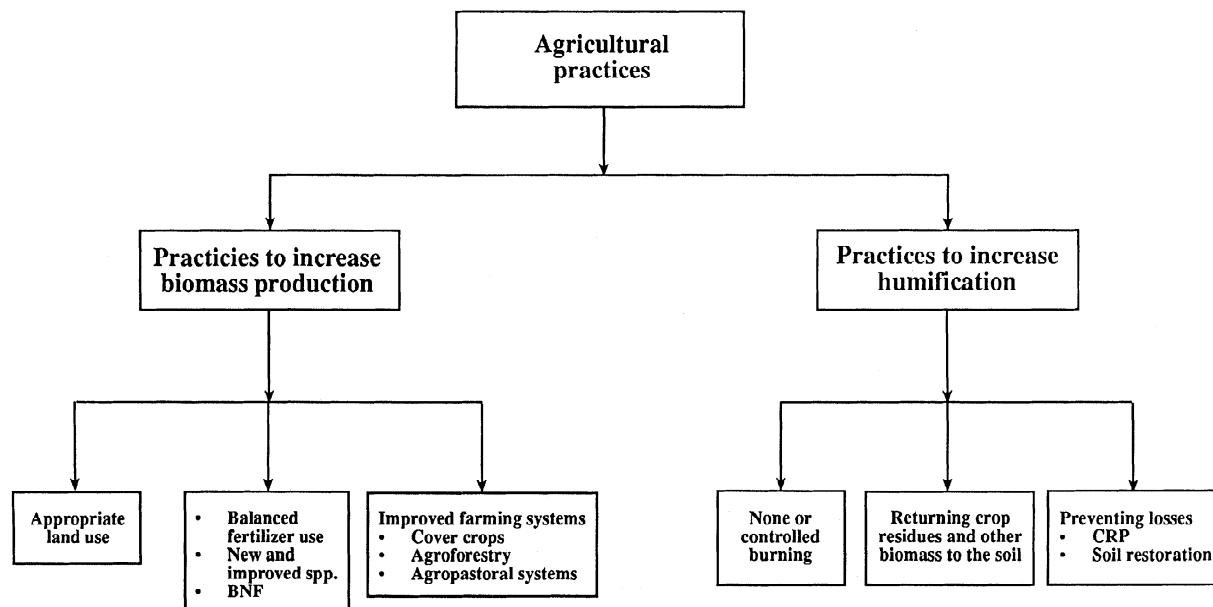 Agricultural
practices
Practicies to increase
biomass production
Practices to increase
humification
Appropriate
land use
• Balanced
fertilizer use
• New and
improved spp.
• BNF
Improved farming systems
• Cover crops
• Agroforestry
• Agropastoral systems
None or
controlled
burning
Returning crop
residues and other
biomass to the soil
Preventing losses
• CRP
• Soil restoration